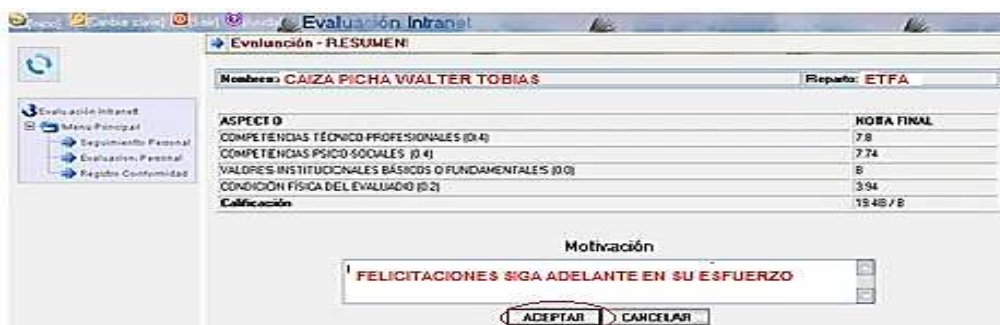 Evaluación Intranet
Evaluación - RESUMEN
Nombres: CAIZA PICHA WALTER TOBIAS Reparto: ETFA
Evaluación Intranet
Menu Principal
Seguimiento Personal
Evaluacion Personal
Registro Conformidad
ASPECTO NOTA FINAL
COMPETENCIAS TÉCNICO-PROFESIONALES (0.4) 7.8
COMPETENCIAS PSICO-SOCIALES (0.4) 7.74
VALORES INSTITUCIONALES BÁSICOS O FUNDAMENTALES (0.0) B
CONDICIÓN FÍSICA DEL EVALUADO (0.2) 3.94
Calificación 19.48 / B
Motivación
FELICITACIONES SIGA ADELANTE EN SU ESFUERZO
ACEPTAR CANCELAR